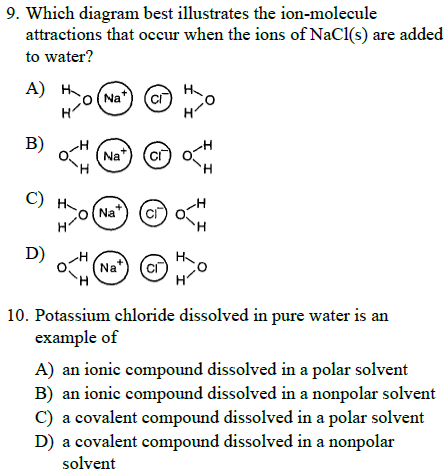 9. Which diagram best illustrates the ion-molecule
attractions that occur when the ions of NaCl(s) are added
to water?
A) H H O Na⁺ Cl⁻ H H O
B) O H H Na⁺ Cl⁻ O H H
C) H H O Na⁺ Cl⁻ O H H
D) O H H Na⁺ Cl⁻ H H O
10. Potassium chloride dissolved in pure water is an
example of
A) an ionic compound dissolved in a polar solvent
B) an ionic compound dissolved in a nonpolar solvent
C) a covalent compound dissolved in a polar solvent
D) a covalent compound dissolved in a nonpolar
solvent